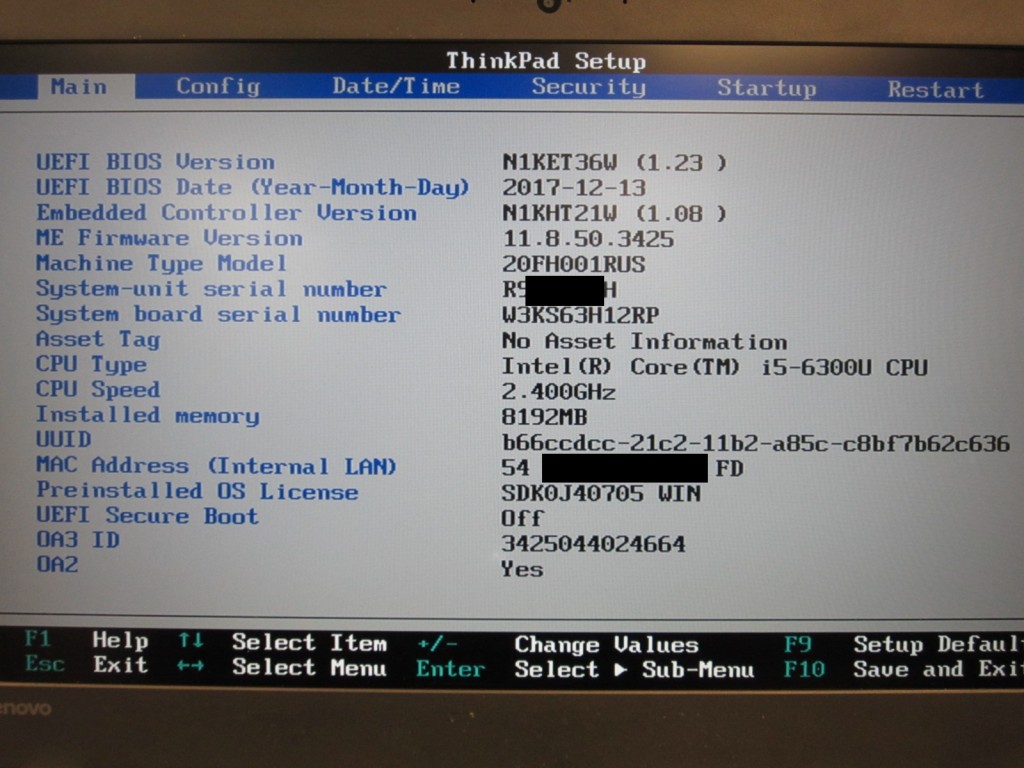 ThinkPad Setup
Main Config Date/Time Security Startup Restart
UEFI BIOS Version N1KET36W (1.23 )
UEFI BIOS Date (Year-Month-Day) 2017-12-13
Embedded Controller Version N1KHT21W (1.08 )
ME Firmware Version 11.8.50.3425
Machine Type Model 20FH001RUS
System-unit serial number R9 H
System board serial number W3KS63H12RP
Asset Tag No Asset Information
CPU Type Intel(R) Core(TM) i5-6300U CPU
CPU Speed 2.400GHz
Installed memory 8192MB
UUID b66ccdcc-21c2-11b2-a85c-c8bf7b62c636
MAC Address (Internal LAN) 54 FD
Preinstalled OS License SDK0J40705 WIN
UEFI Secure Boot Off
OA3 ID 3425044024664
OA2 Yes
F1 Help ↑↓ Select Item +/- Change Values F9 Setup Defaul
Esc Exit ←→ Select Menu Enter Select ▶ Sub-Menu F10 Save and Exi
enovo